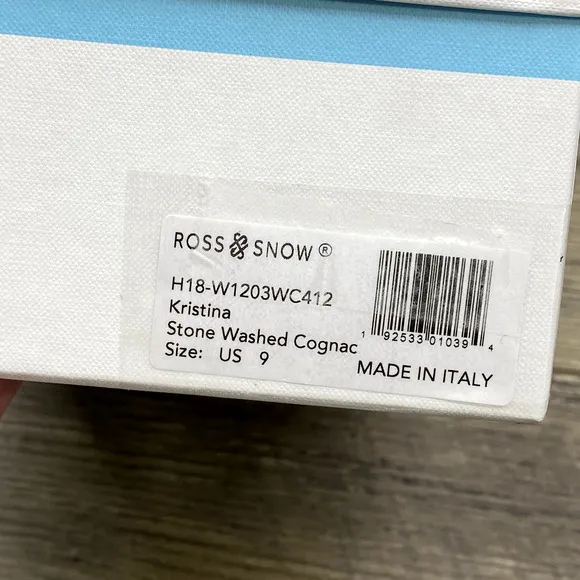 ROSS & SNOW®
H18-W1203WC412
Kristina
Stone Washed Cognac
Size: US 9
1 92533 01039 4
MADE IN ITALY